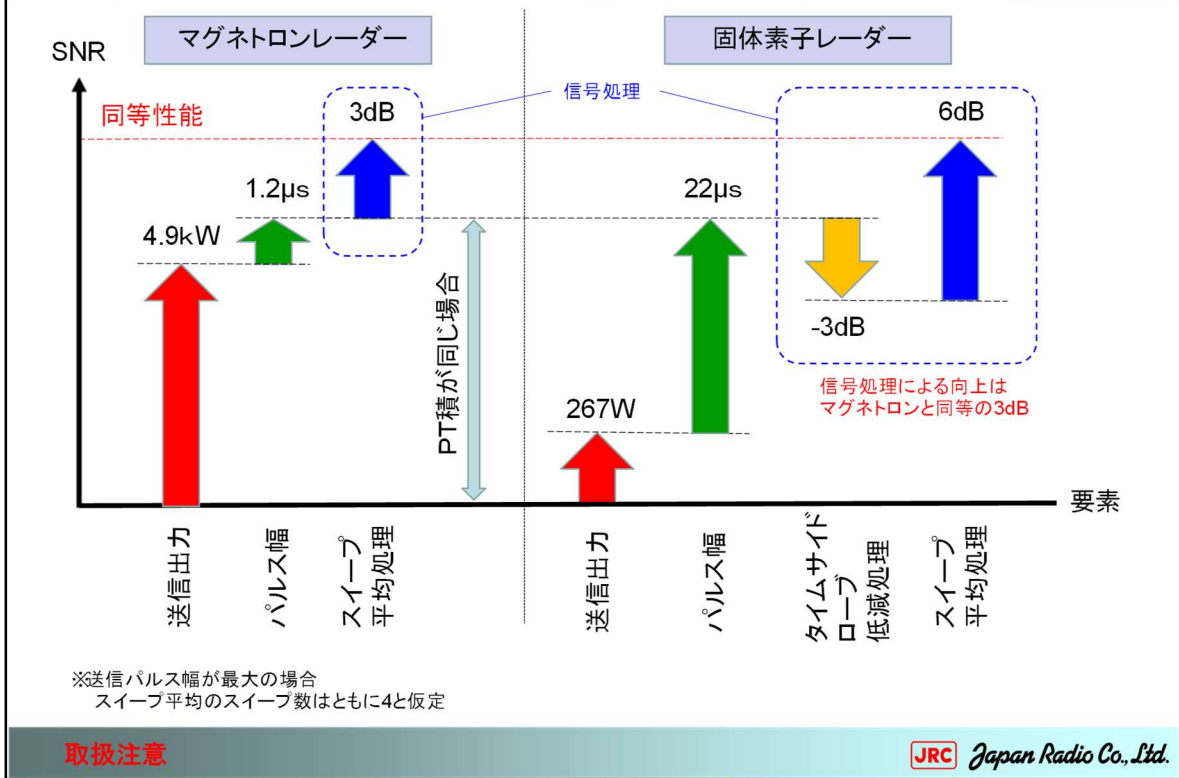 マグネトロンレーダー
固体素子レーダー
SNR
同等性能
3dB
信号処理
6dB
1.2μs
22μs
4.9kW
PT積が同じ場合
-3dB
267W
信号処理による向上は
マグネトロンと同等の3dB
要素
送信出力
パルス幅
スイープ
平均処理
送信出力
パルス幅
タイムサイド
ローブ
低減処理
スイープ
平均処理
※送信パルス幅が最大の場合
スイープ平均のスイープ数はともに4と仮定
取扱注意
JRC Japan Radio Co., Ltd.